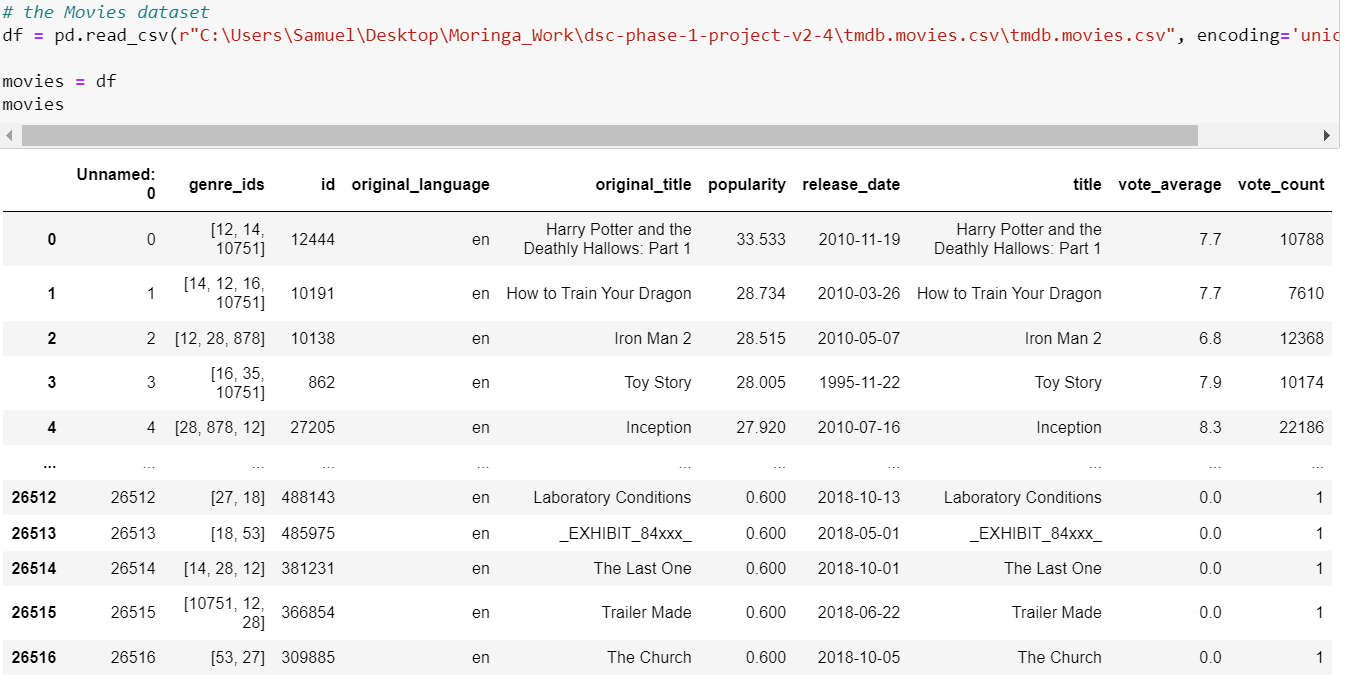 # the Movies dataset
df = pd.read_csv(r"C:\Users\Samuel\Desktop\Moringa_Work\dsc-phase-1-project-v2-4\tmdb.movies.csv\tmdb.movies.csv", encoding='unic
movies = df
movies
Unnamed: 0 genre_ids id original_language original_title popularity release_date title vote_average vote_count
0 0 [12, 14, 10751] 12444 en Harry Potter and the Deathly Hallows: Part 1 33.533 2010-11-19 Harry Potter and the Deathly Hallows: Part 1 7.7 10788
1 1 [14, 12, 16, 10751] 10191 en How to Train Your Dragon 28.734 2010-03-26 How to Train Your Dragon 7.7 7610
2 2 [12, 28, 878] 10138 en Iron Man 2 28.515 2010-05-07 Iron Man 2 6.8 12368
3 3 [16, 35, 10751] 862 en Toy Story 28.005 1995-11-22 Toy Story 7.9 10174
4 4 [28, 878, 12] 27205 en Inception 27.920 2010-07-16 Inception 8.3 22186
... ... ... ... ... ... ... ... ... ... ...
26512 26512 [27, 18] 488143 en Laboratory Conditions 0.600 2018-10-13 Laboratory Conditions 0.0 1
26513 26513 [18, 53] 485975 en _EXHIBIT_84xxx_ 0.600 2018-05-01 _EXHIBIT_84xxx_ 0.0 1
26514 26514 [14, 28, 12] 381231 en The Last One 0.600 2018-10-01 The Last One 0.0 1
26515 26515 [10751, 12, 28] 366854 en Trailer Made 0.600 2018-06-22 Trailer Made 0.0 1
26516 26516 [53, 27] 309885 en The Church 0.600 2018-10-05 The Church 0.0 1